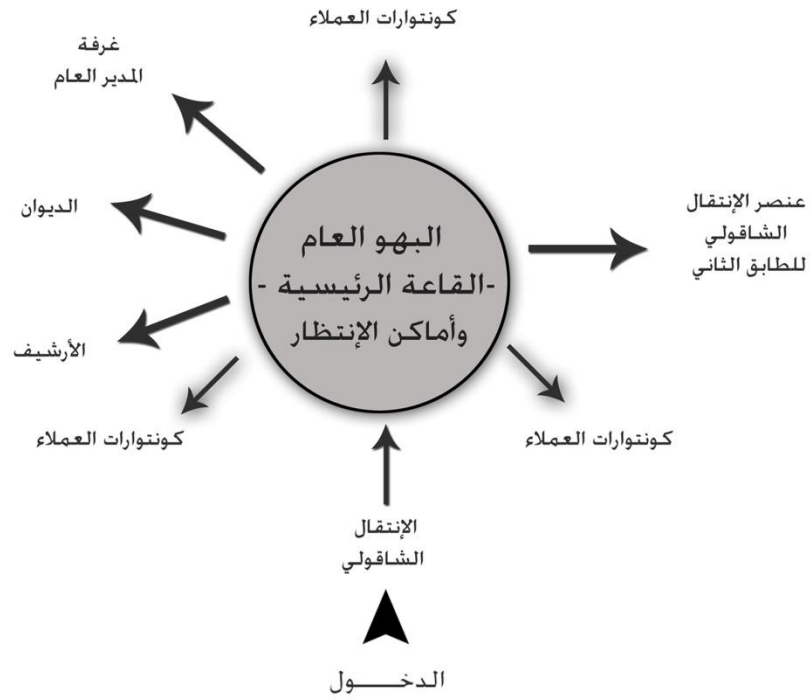 كونتوارات العملاء
غرفة
المدير العام
الديوان
الأرشيف
كونتوارات العملاء
البهو العام
-القاعة الرئيسية -
وأماكن الإنتظار
عنصر الإنتقال
الشاقولي
للطابق الثاني
كونتوارات العملاء
الإنتقال
الشاقولي
الدخــــول